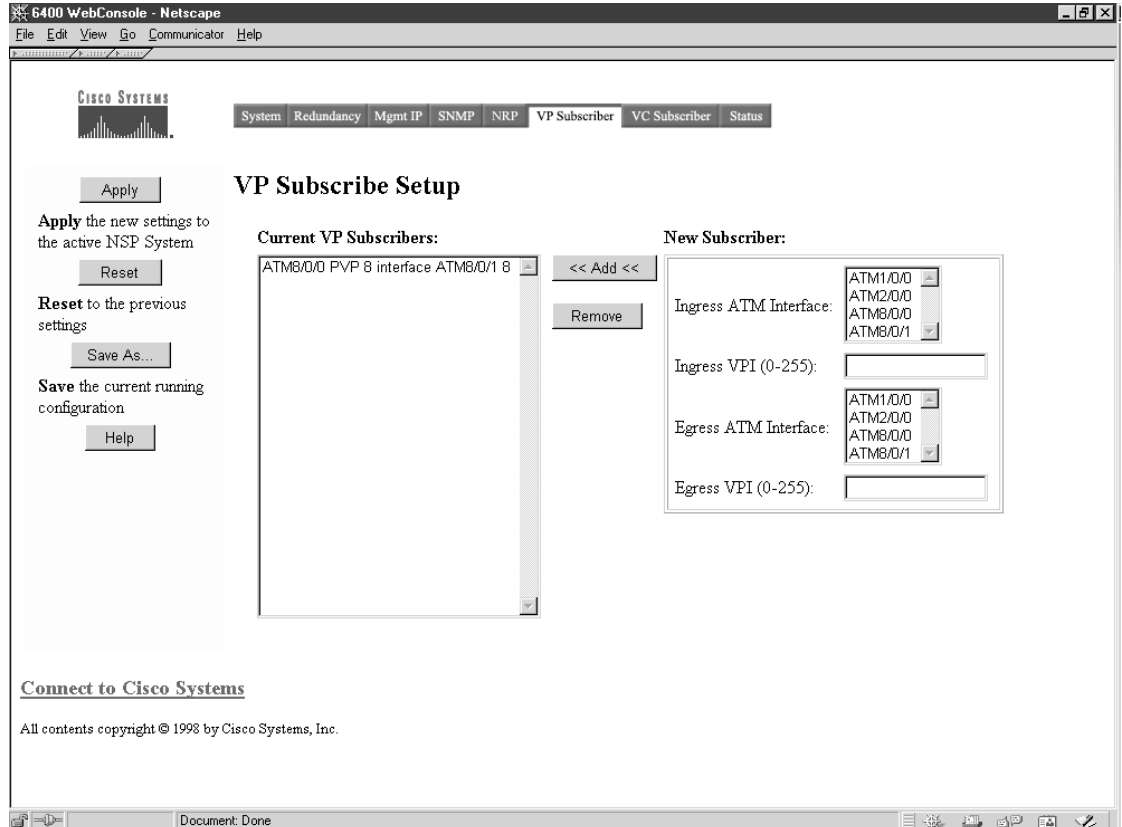 6400 WebConsole - Netscape
File Edit View Go Communicator Help
CISCO SYSTEMS
System Redundancy Mgmt IP SNMP NRP VP Subscriber VC Subscriber Status
Apply
Apply the new settings to
the active NSP System
Reset
Reset to the previous
settings
Save As...
Save the current running
configuration
Help
VP Subscribe Setup
Current VP Subscribers:
ATM8/0/0 PVP 8 interface ATM8/0/1 8
<< Add <<
Remove
New Subscriber:
Ingress ATM Interface:
ATM1/0/0
ATM2/0/0
ATM8/0/0
ATM8/0/1
Ingress VPI (0-255):
Egress ATM Interface:
ATM1/0/0
ATM2/0/0
ATM8/0/0
ATM8/0/1
Egress VPI (0-255):
Connect to Cisco Systems
All contents copyright © 1998 by Cisco Systems, Inc.
Document: Done